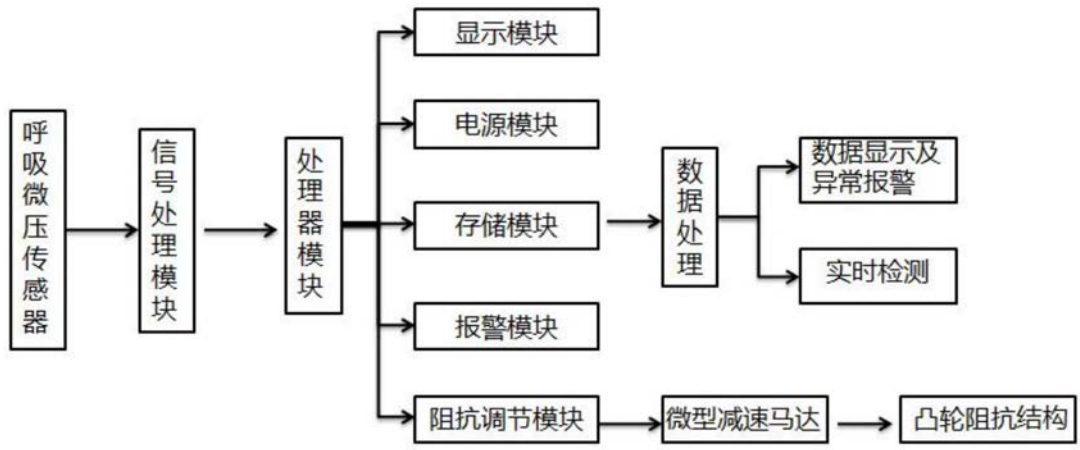 呼吸微压传感器
信号处理模块
处理器模块
显示模块
电源模块
存储模块
报警模块
阻抗调节模块
数据处理
数据显示及
异常报警
实时检测
微型减速马达
凸轮阻抗结构